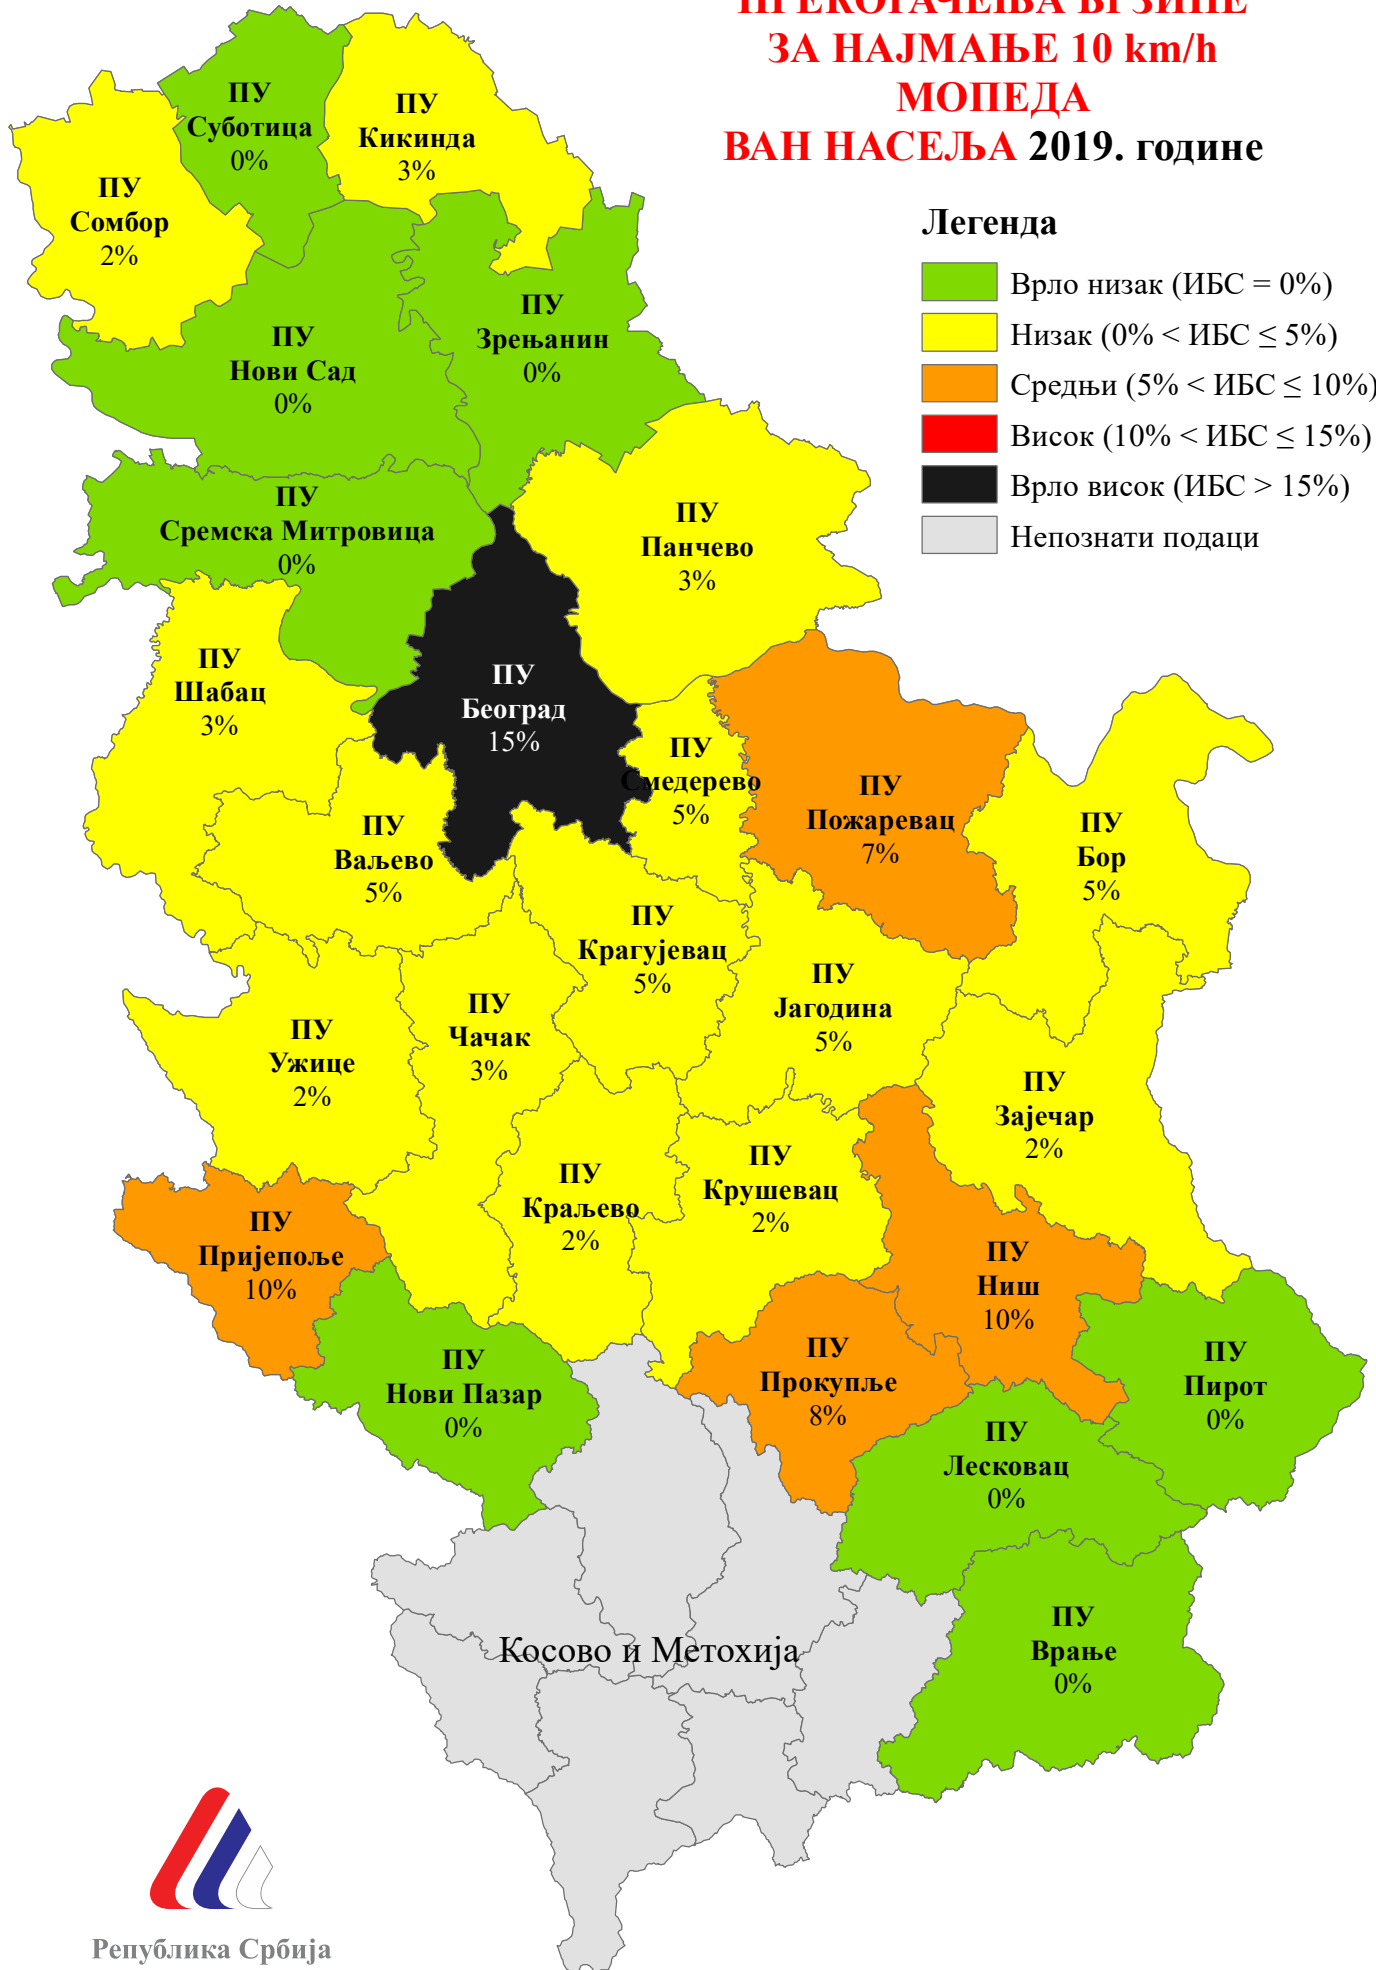 ПРЕКОРАЧЕЊА БРЗИНЕ
ЗА НАЈМАЊЕ 10 km/h
МОПЕДА
ВАН НАСЕЉА 2019. године
Легенда
Врло низак (ИБС = 0%)
Низак (0% < ИБС ≤ 5%)
Средњи (5% < ИБС ≤ 10%)
Висок (10% < ИБС ≤ 15%)
Врло висок (ИБС > 15%)
Непознати подаци
ПУ
Суботица
0%
ПУ
Кикинда
3%
ПУ
Сомбор
2%
ПУ
Зрењанин
0%
ПУ
Нови Сад
0%
ПУ
Сремска Митровица
0%
ПУ
Панчево
3%
ПУ
Шабац
3%
ПУ
Београд
15%
ПУ
Смедерево
5%
ПУ
Пожаревац
7%
ПУ
Бор
5%
ПУ
Ваљево
5%
ПУ
Крагујевац
5%
ПУ
Јагодина
5%
ПУ
Чачак
3%
ПУ
Ужице
2%
ПУ
Зајечар
2%
ПУ
Краљево
2%
ПУ
Крушевац
2%
ПУ
Пријепоље
10%
ПУ
Ниш
10%
ПУ
Прокупље
8%
ПУ
Пирот
0%
ПУ
Нови Пазар
0%
ПУ
Лесковац
0%
ПУ
Врање
0%
Косово и Метохија
Република Србија